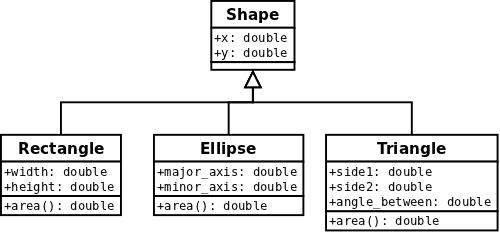 Shape
+x: double
+y: double
Rectangle
+width: double
+height: double
+area(): double
Ellipse
+major_axis: double
+minor_axis: double
+area(): double
Triangle
+side1: double
+side2: double
+angle_between: double
+area(): double